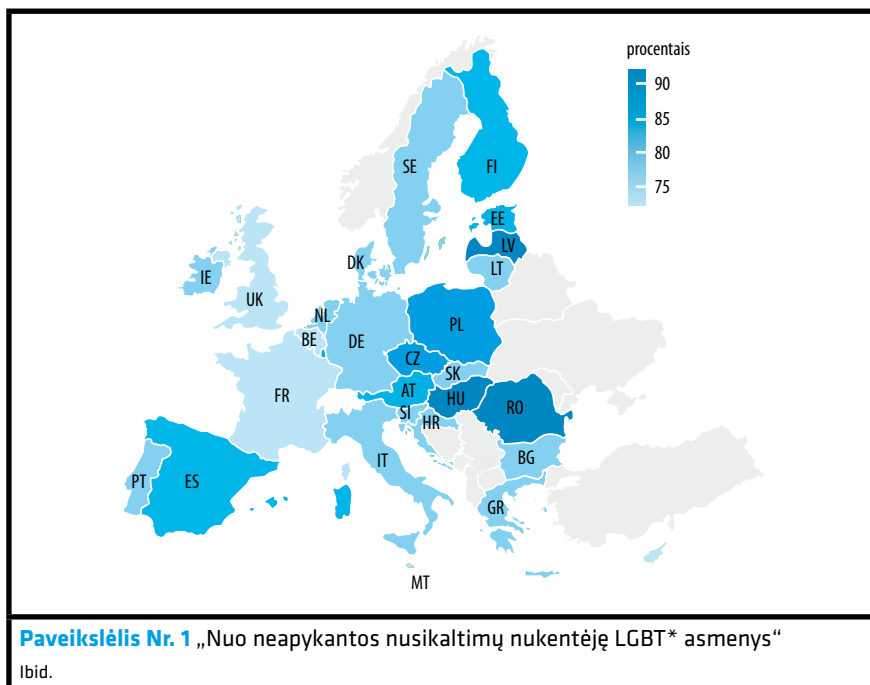 procentais
90
85
80
75
FI
SE
EE
LV
LT
DK
IE
UK
NL
BE
DE
PL
CZ
SK
AT
HU
RO
FR
SI
HR
IT
BG
PT
ES
GR
MT
Paveikslėlis Nr. 1 „Nuo neapykantos nusikaltimų nukentėję LGBT* asmenys“
Ibid.